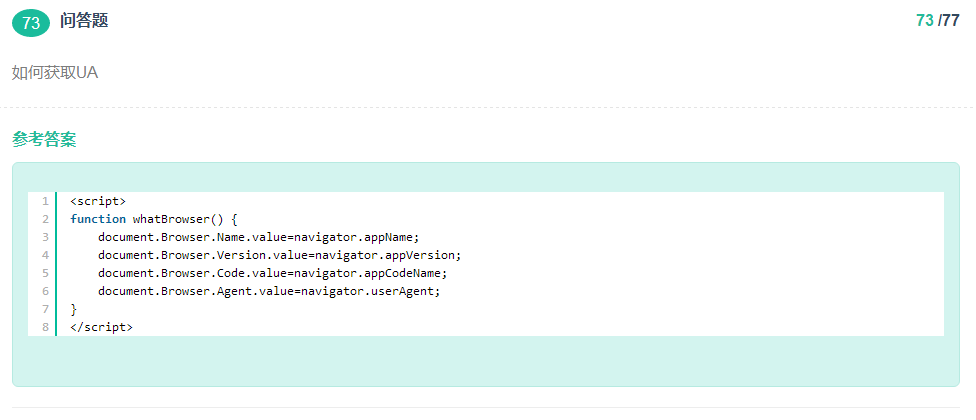 73 问答题 73 /77
如何获取UA
参考答案
1 <script>
2 function whatBrowser() {
3 document.Browser.Name.value=navigator.appName;
4 document.Browser.Version.value=navigator.appVersion;
5 document.Browser.Code.value=navigator.appCodeName;
6 document.Browser.Agent.value=navigator.userAgent;
7 }
8 </script>